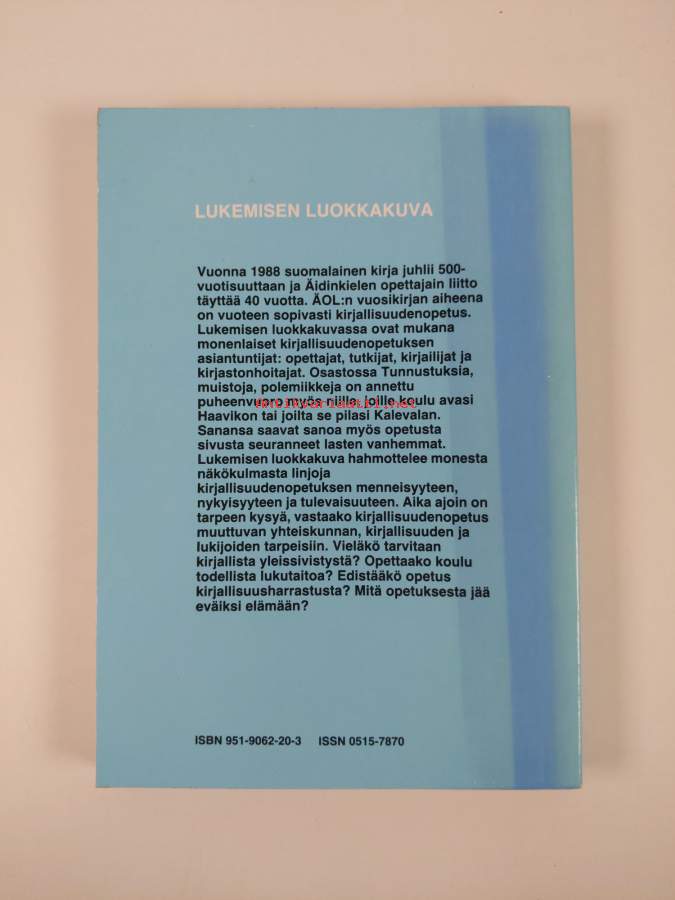 LUKEMISEN LUOKKAKUVA
Vuonna 1988 suomalainen kirja juhlii 500-
vuotisuuttaan ja Äidinkielen opettajain liitto
täyttää 40 vuotta. ÄOL:n vuosikirjan aiheena
on vuoteen sopivasti kirjallisuudenopetus.
Lukemisen luokkakuvassa ovat mukana
monenlaiset kirjallisuudenopetuksen
asiantuntijat: opettajat, tutkijat, kirjailijat ja
kirjastonhoitajat. Osastossa Tunnustuksia,
muistoja, polemiikkeja on annettu
puheenvuoro myös niille, joille koulu avasi
Antikvariaatti.net
Haavikon tai joilta se pilasi Kalevalan.
Sanansa saavat sanoa myös opetusta
sivusta seuranneet lasten vanhemmat.
Lukemisen luokkakuva hahmottelee monesta
näkökulmasta linjoja
kirjallisuudenopetuksen menneisyyteen,
nykyisyyteen ja tulevaisuuteen. Aika ajoin on
tarpeen kysyä, vastaako kirjallisuudenopetus
muuttuvan yhteiskunnan, kirjallisuuden ja
lukijoiden tarpeisiin. Vieläkö tarvitaan
kirjallista yleissivistystä? Opettaako koulu
todellista lukutaitoa? Edistääkö opetus
kirjallisuusharrastusta? Mitä opetuksesta jää
eväiksi elämään?
ISBN 951-9062-20-3 ISSN 0515-7870